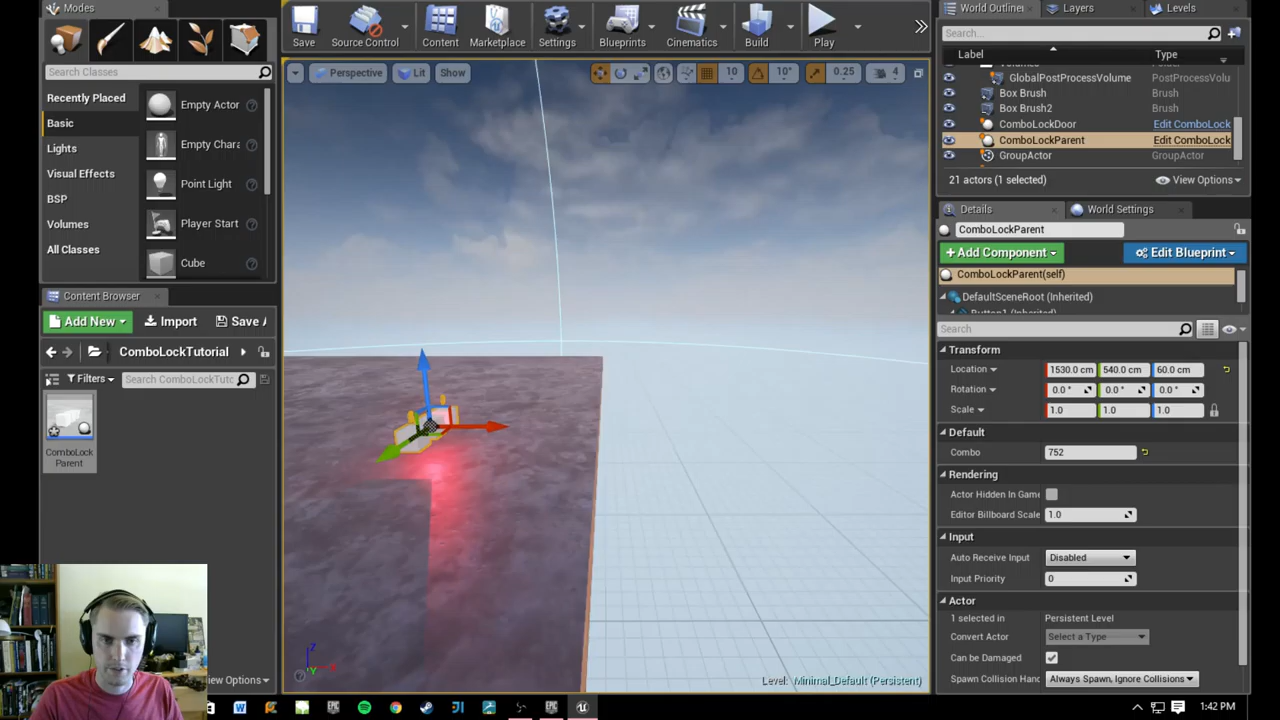 Modes
Search Classes
Recently Placed
Basic
Lights
Visual Effects
BSP
Volumes
All Classes
Empty Actor
Empty Chara
Point Light
Player Start
Cube
Content Browser
Add New
Import
Save
ComboLockTutorial
Filters
Search ComboLockTuto
ComboLock
Parent
View Options
Save
Source Control
Content
Marketplace
Settings
Blueprints
Cinematics
Build
Play
Perspective
Lit
Show
10
10°
0.25
4
Level: Minimal_Default (Persistent)
World Outliner
Layers
Levels
Search...
Label
Type
GlobalPostProcessVolume
PostProcessVolu
Box Brush
Brush
Box Brush2
Brush
ComboLockDoor
Edit ComboLock
ComboLockParent
Edit ComboLock
GroupActor
GroupActor
21 actors (1 selected)
View Options
Details
World Settings
ComboLockParent
+Add Component
Edit Blueprint
ComboLockParent(self)
DefaultSceneRoot (Inherited)
Search
Transform
Location
1530.0 cm
540.0 cm
60.0 cm
Rotation
0.0 °
0.0 °
0.0 °
Scale
1.0
1.0
1.0
Default
Combo
752
Rendering
Actor Hidden In Game
Editor Billboard Scale
1.0
Input
Auto Receive Input
Disabled
Input Priority
0
Actor
1 selected in
Persistent Level
Convert Actor
Select a Type
Can be Damaged
Spawn Collision Hanc
Always Spawn, Ignore Collisions
1:42 PM